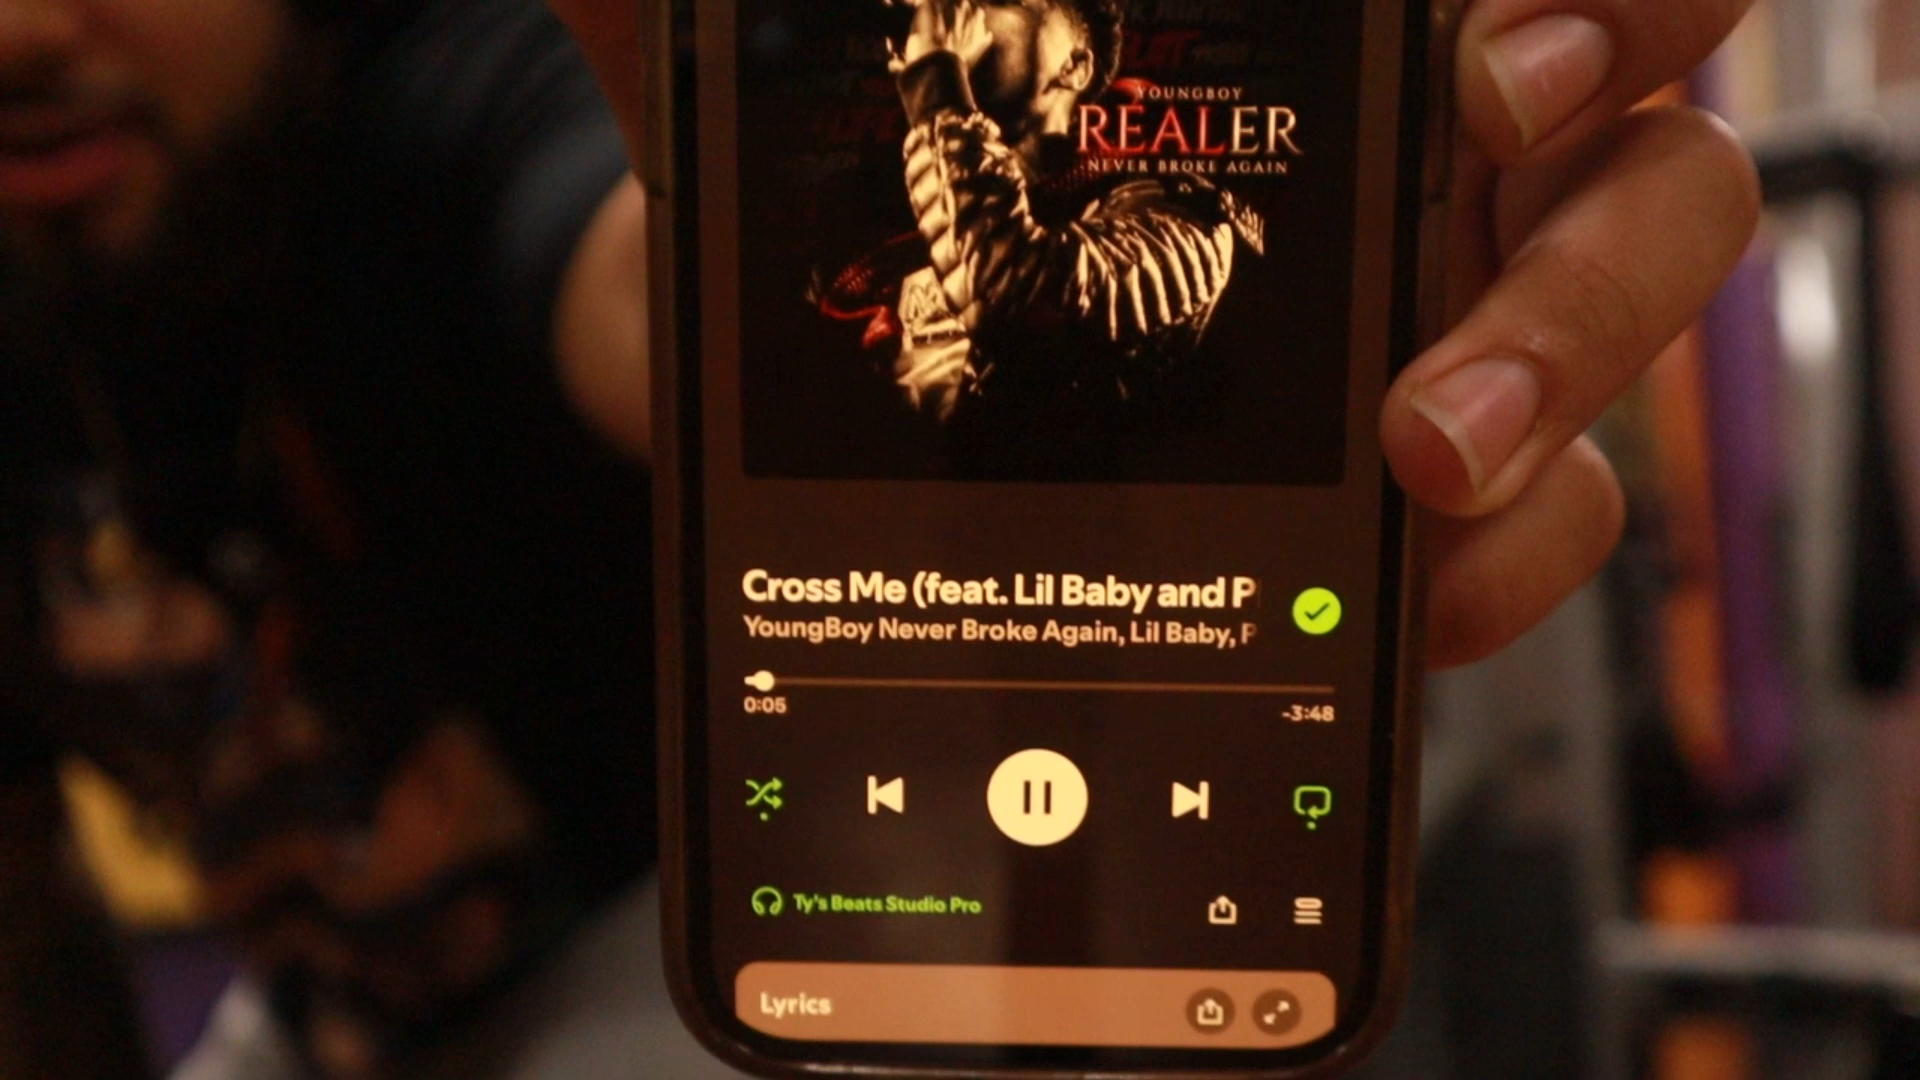 YOUNGBOY
REALER
NEVER BROKE AGAIN
Cross Me (feat. Lil Baby and P
YoungBoy Never Broke Again, Lil Baby, P
0:05
-3:48
Ty's Beats Studio Pro
Lyrics